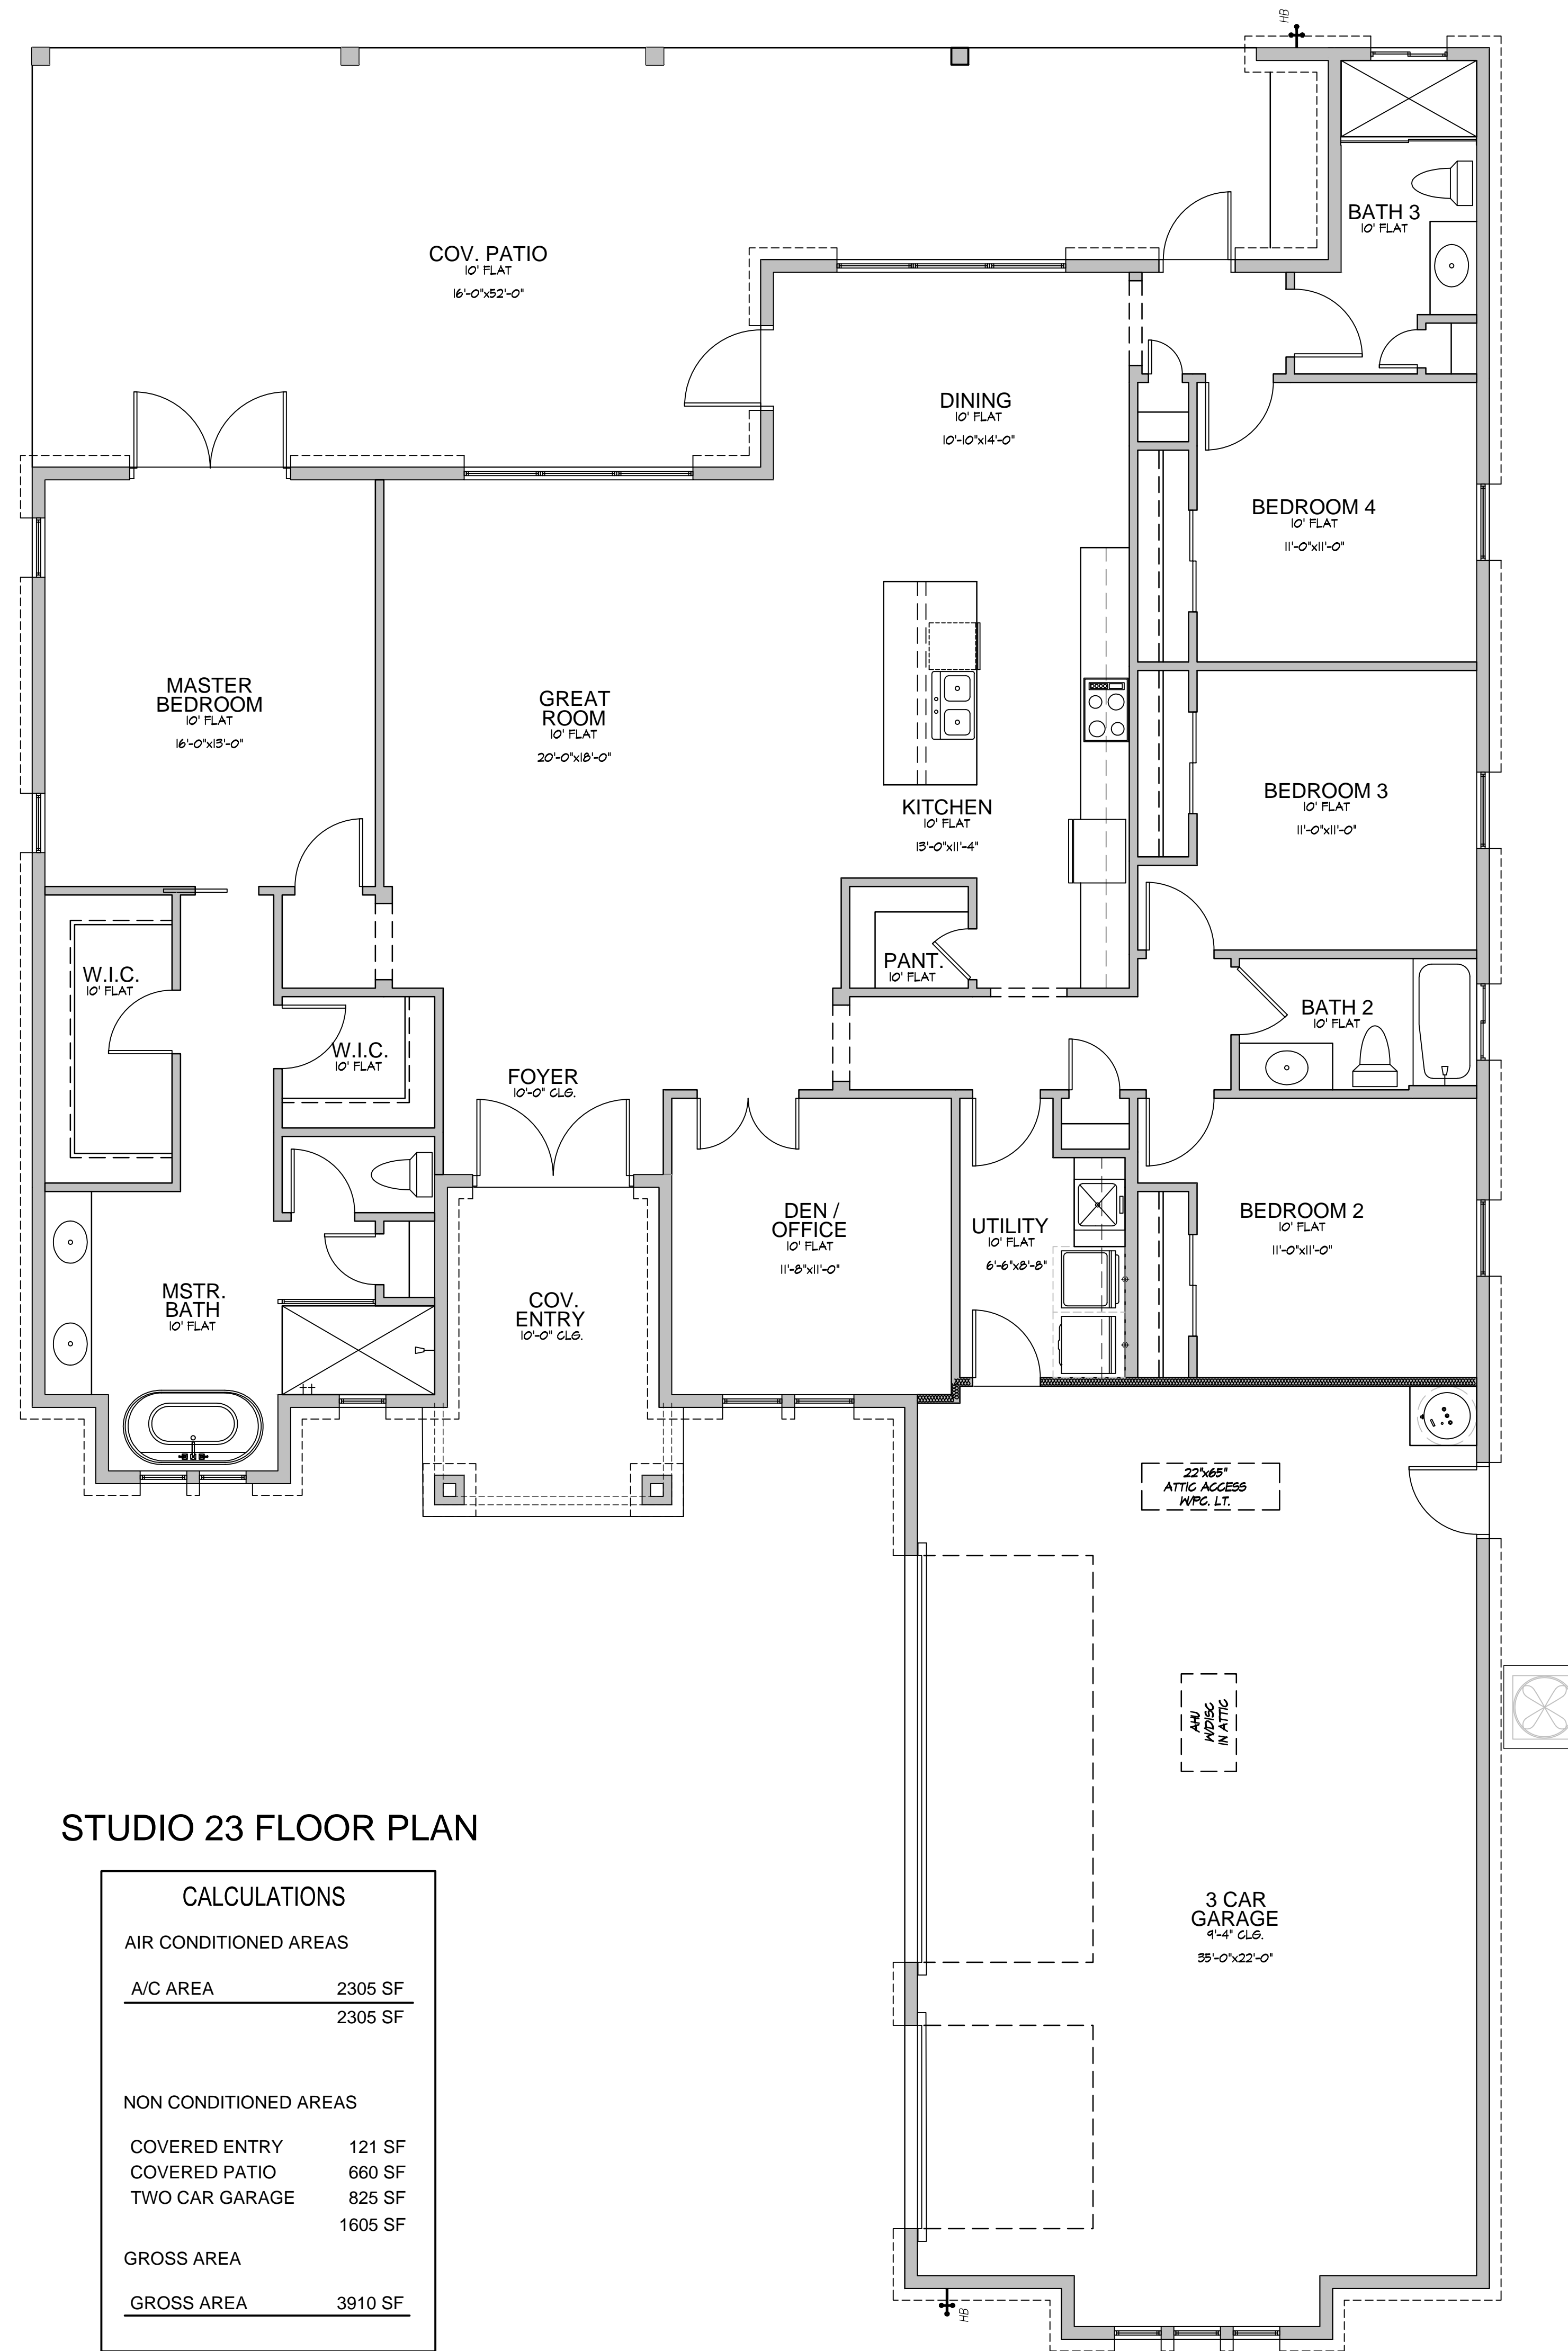 HB
BATH 3
10' FLAT
COV. PATIO
10' FLAT
16'-0"x52'-0"
DINING
10' FLAT
10'-10"x14'-0"
BEDROOM 4
10' FLAT
11'-0"x11'-0"
MASTER
BEDROOM
10' FLAT
16'-0"x13'-0"
GREAT
ROOM
10' FLAT
20'-0"x18'-0"
KITCHEN
10' FLAT
13'-0"x11'-4"
BEDROOM 3
10' FLAT
11'-0"x11'-0"
W.I.C.
10' FLAT
PANT.
10' FLAT
BATH 2
10' FLAT
W.I.C.
10' FLAT
FOYER
10'-0" CLG.
DEN /
OFFICE
10' FLAT
11'-8"x11'-0"
UTILITY
10' FLAT
6'-6"x8'-8"
BEDROOM 2
10' FLAT
11'-0"x11'-0"
MSTR.
BATH
10' FLAT
COV.
ENTRY
10'-0" CLG.
22"x65"
ATTIC ACCESS
W/PC. LT.
AHU
W/DISC
IN ATTIC
3 CAR
GARAGE
9'-4" CLG.
35'-0"x22'-0"
HB
STUDIO 23 FLOOR PLAN
CALCULATIONS
AIR CONDITIONED AREAS
A/C AREA 2305 SF
2305 SF
NON CONDITIONED AREAS
COVERED ENTRY 121 SF
COVERED PATIO 660 SF
TWO CAR GARAGE 825 SF
1605 SF
GROSS AREA
GROSS AREA 3910 SF